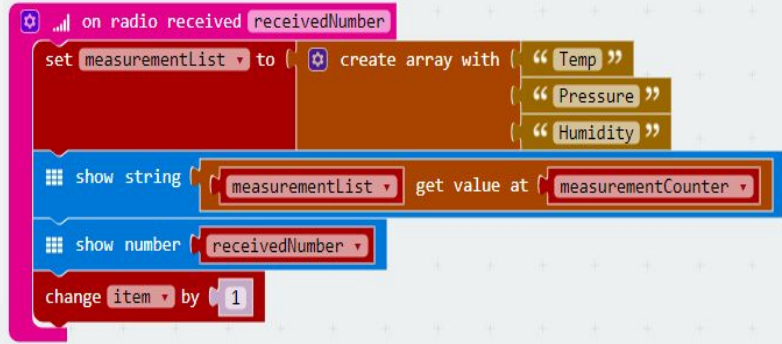 on radio received receivedNumber
set measurementList to create array with “ Temp ”
“ Pressure ”
“ Humidity ”
show string measurementList get value at measurementCounter
show number receivedNumber
change item by 1